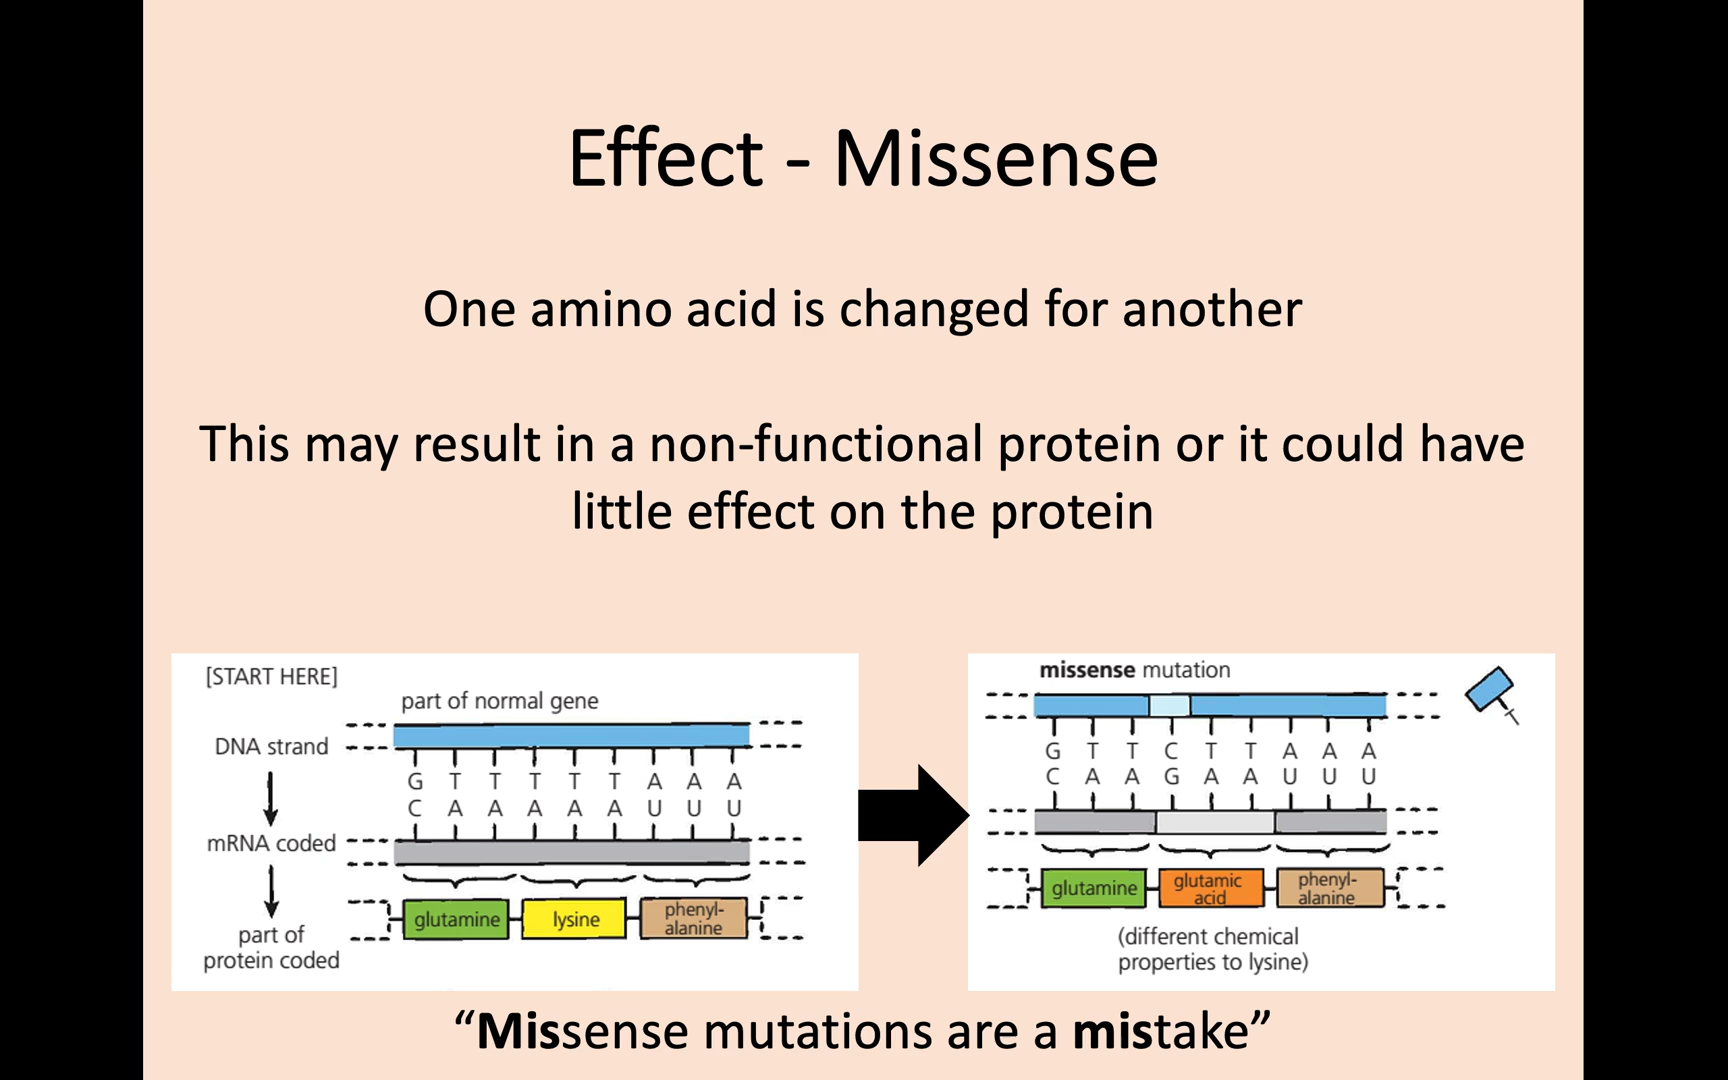 Effect - Missense
One amino acid is changed for another
This may result in a non-functional protein or it could have
little effect on the protein
[START HERE]
part of normal gene
DNA strand
G T T T T T A A A
C A A A A A U U U
mRNA coded
glutamine lysine phenyl-
alanine
part of
protein coded
missense mutation
G T T C T T A A A
C A A G A A U U U
glutamine glutamic phenyl-
acid alanine
(different chemical
properties to lysine)
“Missense mutations are a mistake”